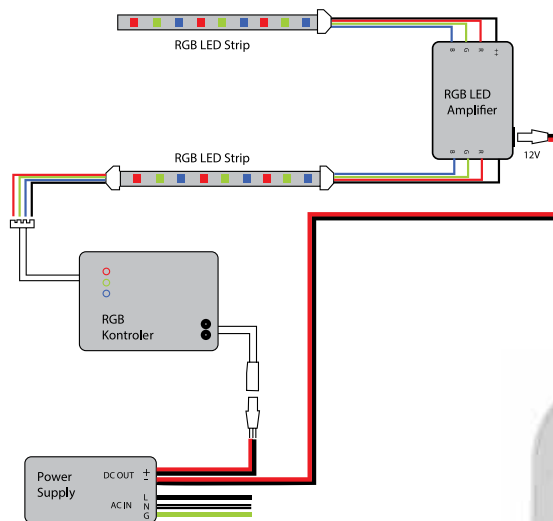 RGB LED Strip
B G R ++
RGB LED
Amplifier
B G R
12V
RGB LED Strip
RGB
Kontroler
Power
Supply
DC OUT + -
AC IN L N G